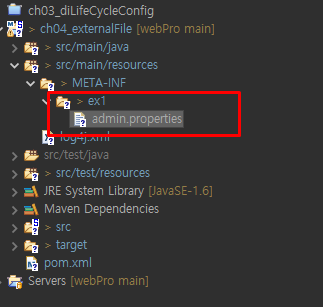 ch03_diLifeCycleConfig
> ch04_externalFile [webPro main]
> src/main/java
> src/main/resources
> META-INF
> ex1
admin.properties
log4j.xml
src/test/java
> src/test/resources
JRE System Library [JavaSE-1.6]
Maven Dependencies
> src
> target
pom.xml
Servers [webPro main]